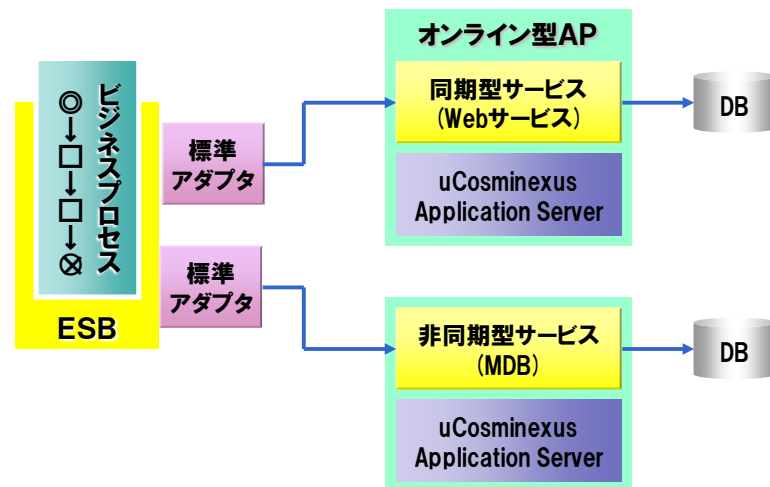 ビジネスプロセス
ESB
標準
アダプタ
標準
アダプタ
オンライン型AP
同期型サービス
(Webサービス)
uCosminexus
Application Server
DB
非同期型サービス
(MDB)
uCosminexus
Application Server
DB